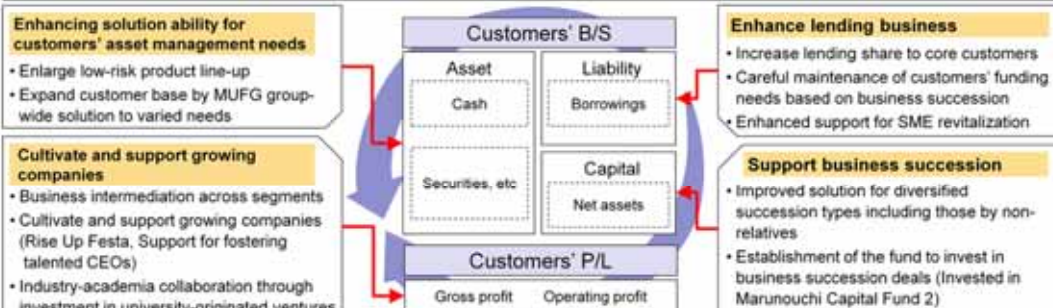 Enhancing solution ability for
customers' asset management needs
• Enlarge low-risk product line-up
• Expand customer base by MUFG group-
wide solution to varied needs
Cultivate and support growing
companies
• Business intermediation across segments
• Cultivate and support growing companies
(Rise Up Festa, Support for fostering
talented CEOs)
• Industry-academia collaboration through
investment in university-originated ventures
Customers' B/S
Asset
Cash
Securities, etc
Liability
Borrowings
Capital
Net assets
Customers' P/L
Gross profit Operating profit
Enhance lending business
• Increase lending share to core customers
• Careful maintenance of customers' funding
needs based on business succession
• Enhanced support for SME revitalization
Support business succession
• Improved solution for diversified
succession types including those by non-
relatives
• Establishment of the fund to invest in
business succession deals (Invested in
Marunouchi Capital Fund 2)